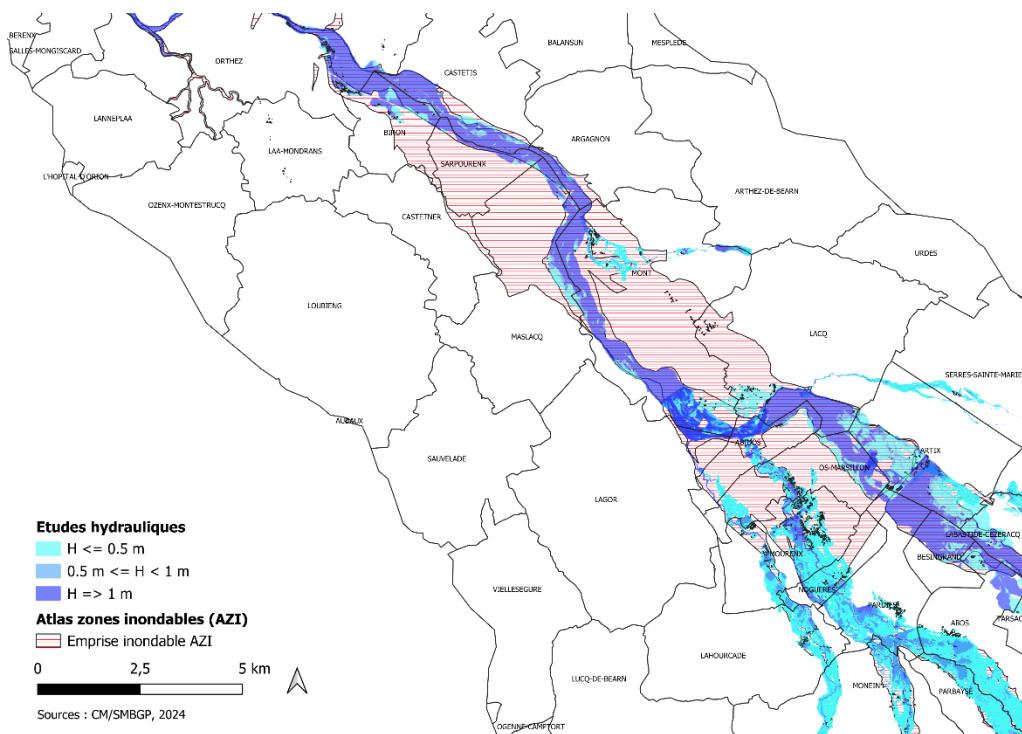 BERENX
SALLES-MONGISCARD
ORTHEZ
BALANSUN
MESPLEDE
CASTETIS
LANNEPLAA
BIRON
ARGAGNON
LAA-MONDRANS
SARPOURENX
L'HOPITAL D'ORION
ARTHEZ-DE-BEARN
OZENX-MONTESTRUCQ
CASTETNER
URDES
MONT
LOUBIENG
LACQ
MASLACQ
SERRES-SAINTE-MARIE
ABIDOS
ARTIX
SAUVELADE
OS-MARSILLON
LAGOR
LABASTIDE-CEZERACQ
MOURENX
BESINGRAND
VIELLESEGURE
NOGUERES
PARDIES
ABOS
TARSAC
LAHOURCADE
LUCQ-DE-BEARN
MONEIN
PARBAYSE
OGENNE-CAMPTORT
Etudes hydrauliques
H <= 0.5 m
0.5 m <= H < 1 m
H => 1 m
Atlas zones inondables (AZI)
Emprise inondable AZI
0 2,5 5 km
Sources : CM/SMBGP, 2024